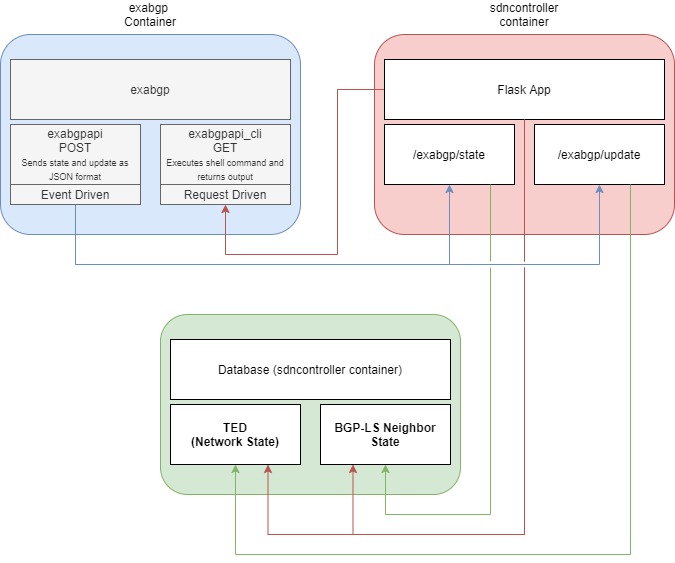 exabgp
Container
sdncontroller
container
exabgp
Flask App
exabgpapi
POST
Sends state and update as
JSON format
Event Driven
exabgpapi_cli
GET
Executes shell command and
returns output
Request Driven
/exabgp/state
/exabgp/update
Database (sdncontroller container)
TED
(Network State)
BGP-LS Neighbor
State